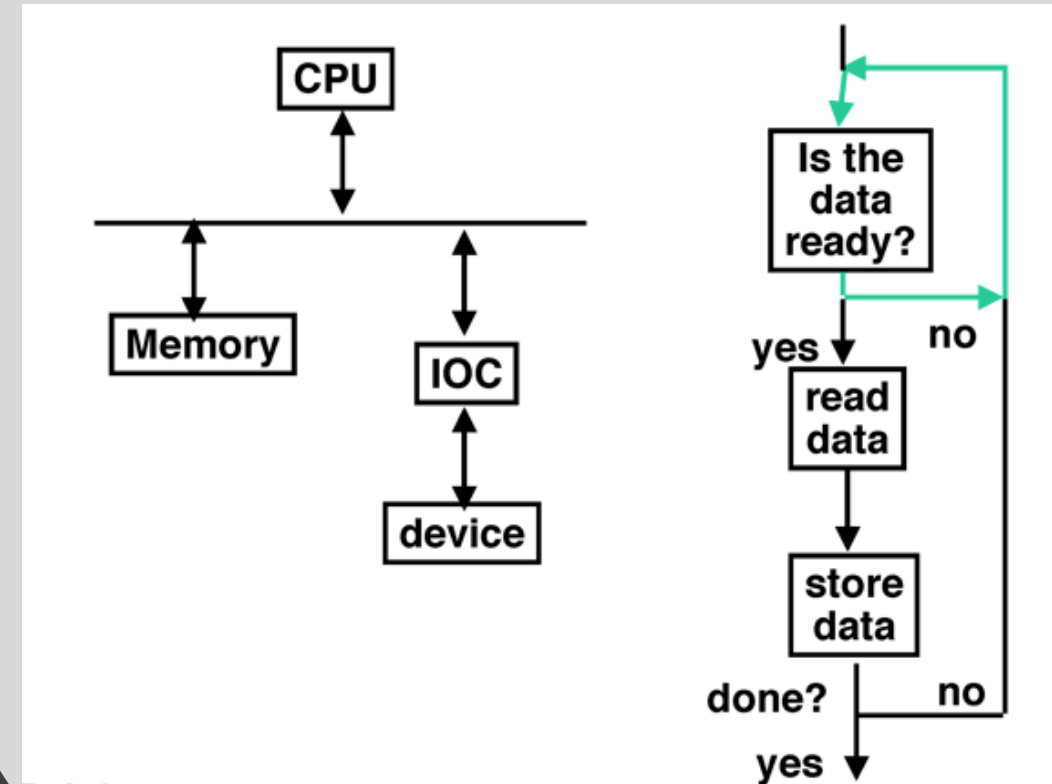 CPU
Memory
IOC
device
Is the
data
ready?
yes
no
read
data
store
data
done?
no
yes